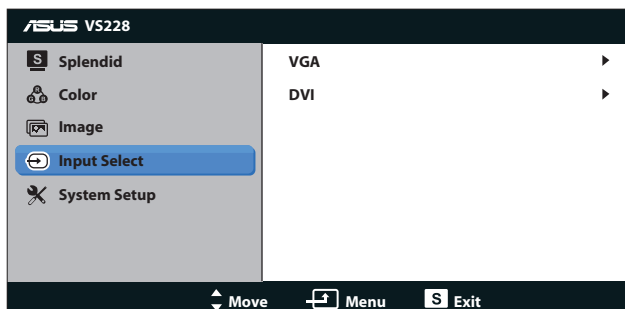 ASUS VS228
S Splendid
Color
Image
Input Select
System Setup
VGA
DVI
Move Menu S Exit